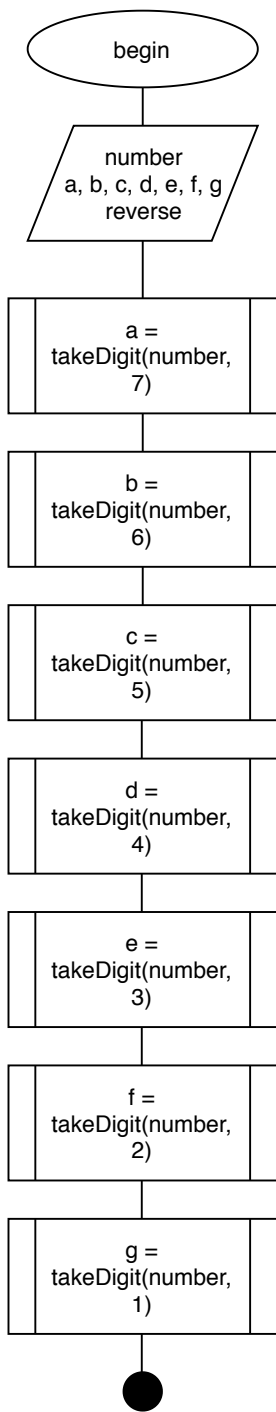 begin
number
a, b, c, d, e, f, g
reverse
a =
takeDigit(number,
7)
b =
takeDigit(number,
6)
c =
takeDigit(number,
5)
d =
takeDigit(number,
4)
e =
takeDigit(number,
3)
f =
takeDigit(number,
2)
g =
takeDigit(number,
1)